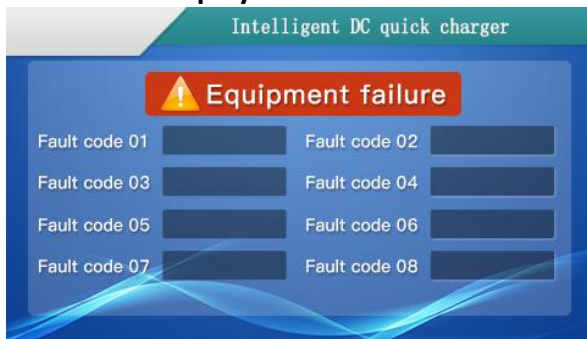 Intelligent DC quick charger
Equipment failure
Fault code 01 Fault code 02
Fault code 03 Fault code 04
Fault code 05 Fault code 06
Fault code 07 Fault code 08